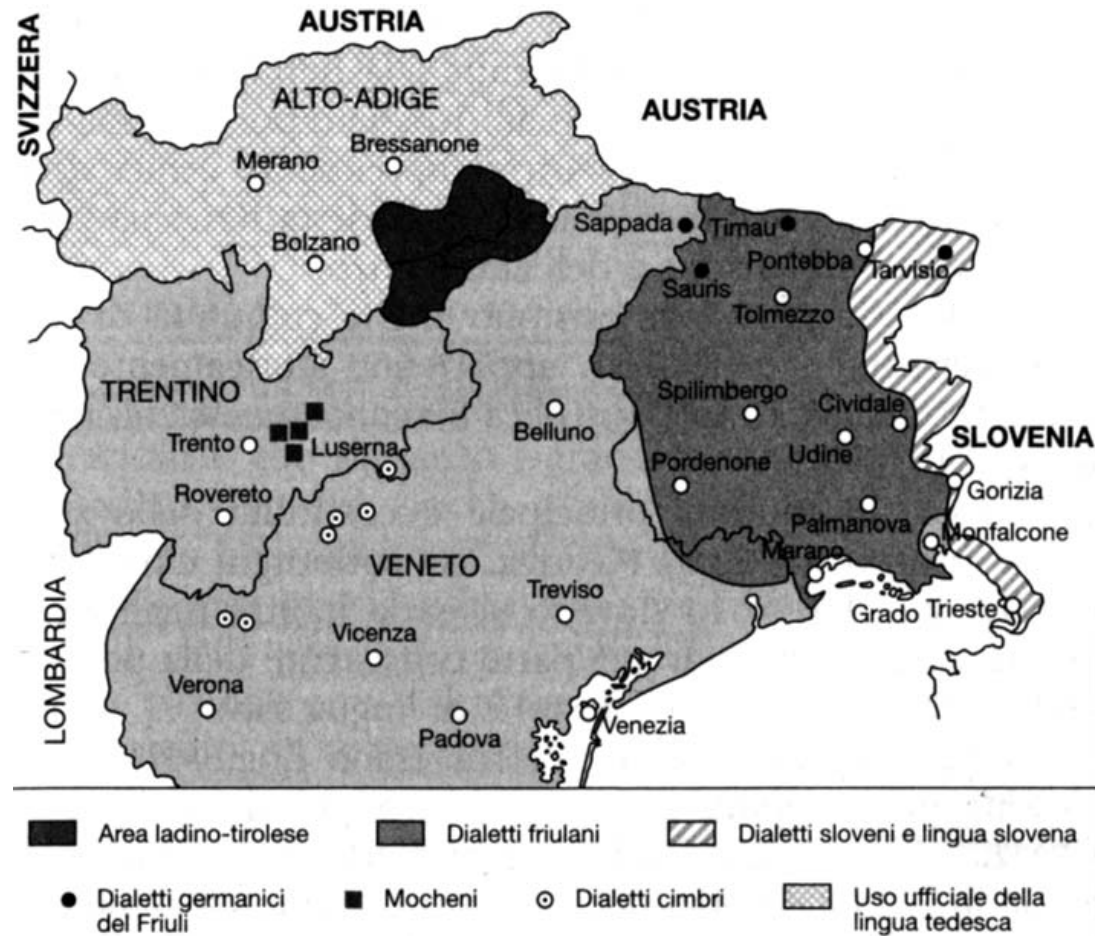 AUSTRIA
SVIZZERA
ALTO-ADIGE
AUSTRIA
Bressanone
Merano
Bolzano
Sappada
Timau
Pontebba
Tarvisio
Sauris
Tolmezzo
TRENTINO
Spilimbergo
Cividale
Trento
Luserna
Belluno
Udine
SLOVENIA
Pordenone
Rovereto
Gorizia
Palmanova
Monfalcone
VENETO
Marano
Treviso
Grado
Trieste
LOMBARDIA
Vicenza
Verona
Padova
Venezia
Area ladino-tirolese
Dialetti friulani
Dialetti sloveni e lingua slovena
Dialetti germanici
del Friuli
Mocheni
Dialetti cimbri
Uso ufficiale della
lingua tedesca